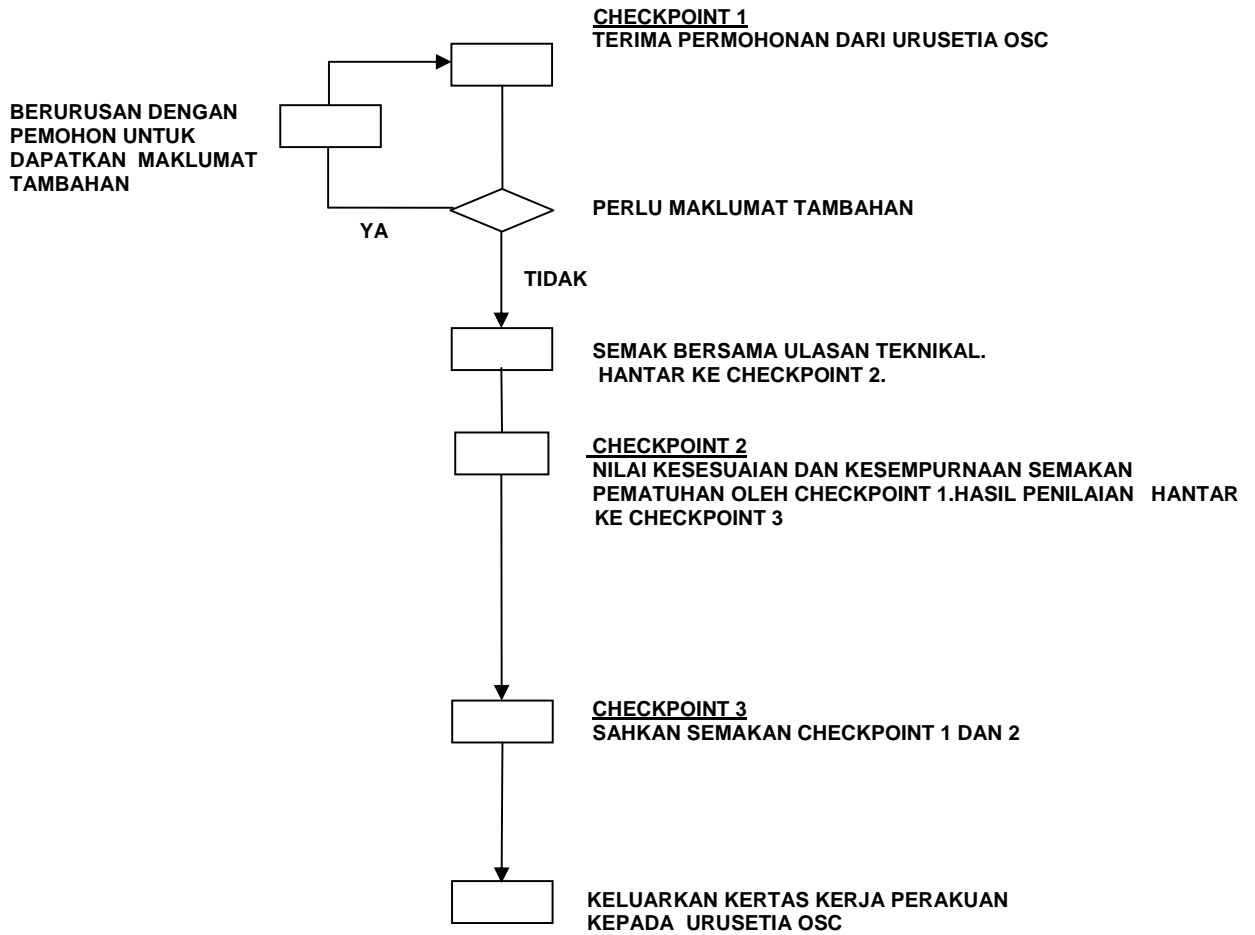 CHECKPOINT 1
TERIMA PERMOHONAN DARI URUSETIA OSC
BERURUSAN DENGAN
PEMOHON UNTUK
DAPATKAN MAKLUMAT
TAMBAHAN
PERLU MAKLUMAT TAMBAHAN
YA
TIDAK
SEMAK BERSAMA ULASAN TEKNIKAL.
HANTAR KE CHECKPOINT 2.
CHECKPOINT 2
NILAI KESESUAIAN DAN KESEMPURNAAN SEMAKAN
PEMATUHAN OLEH CHECKPOINT 1.HASIL PENILAIAN HANTAR
KE CHECKPOINT 3
CHECKPOINT 3
SAHKAN SEMAKAN CHECKPOINT 1 DAN 2
KELUARKAN KERTAS KERJA PERAKUAN
KEPADA URUSETIA OSC